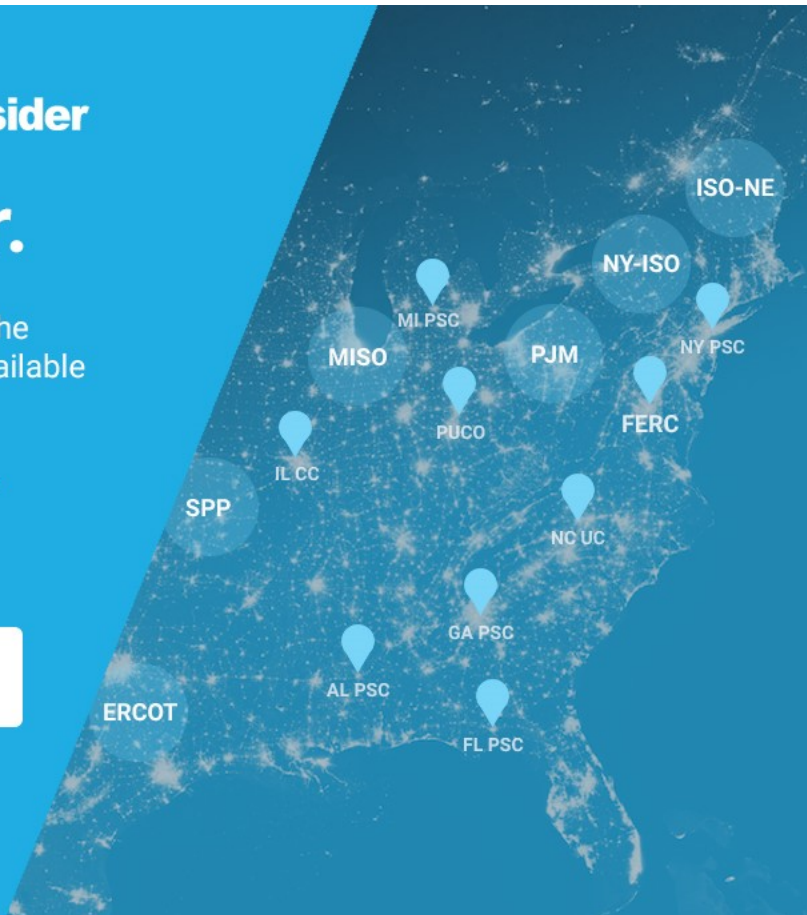 sider
r.
he
ailable
ISO-NE
NY-ISO
MI PSC
NY PSC
MISO
PJM
PUCO
FERC
IL CC
SPP
NC UC
GA PSC
AL PSC
ERCOT
FL PSC